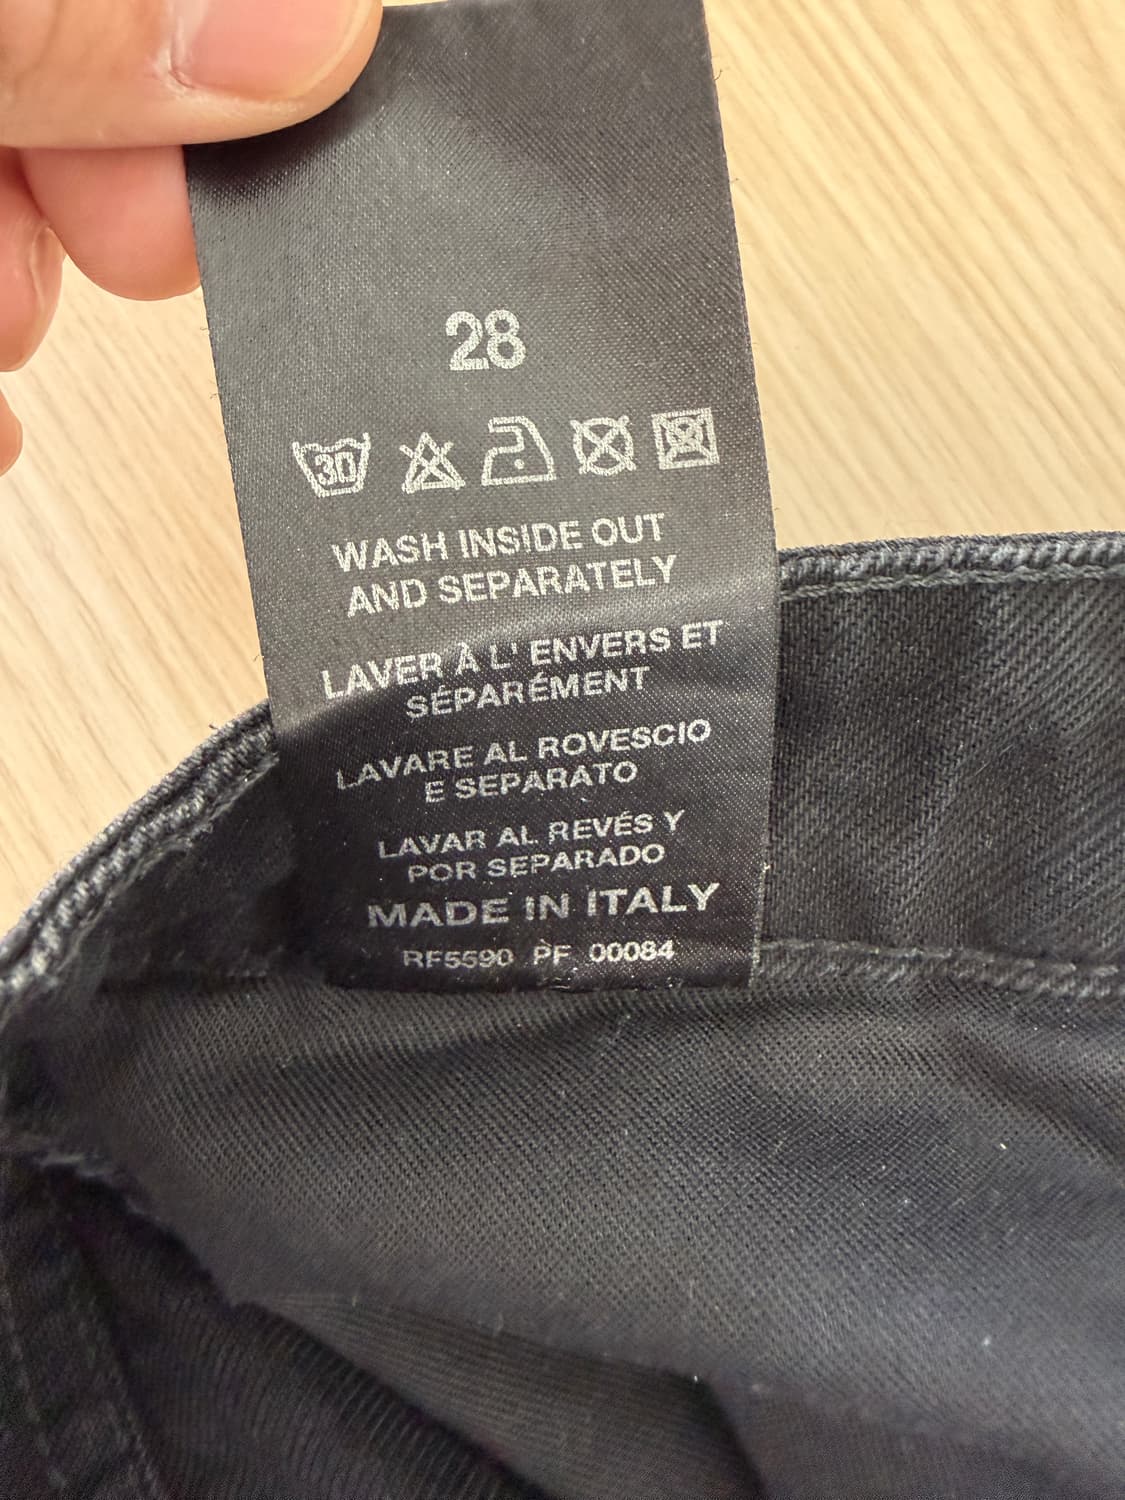 28
30
WASH INSIDE OUT
AND SEPARATELY
LAVER À L' ENVERS ET
SÉPARÉMENT
LAVARE AL ROVESCIO
E SEPARATO
LAVAR AL REVÉS Y
POR SEPARADO
MADE IN ITALY
RF5590 PF 00084